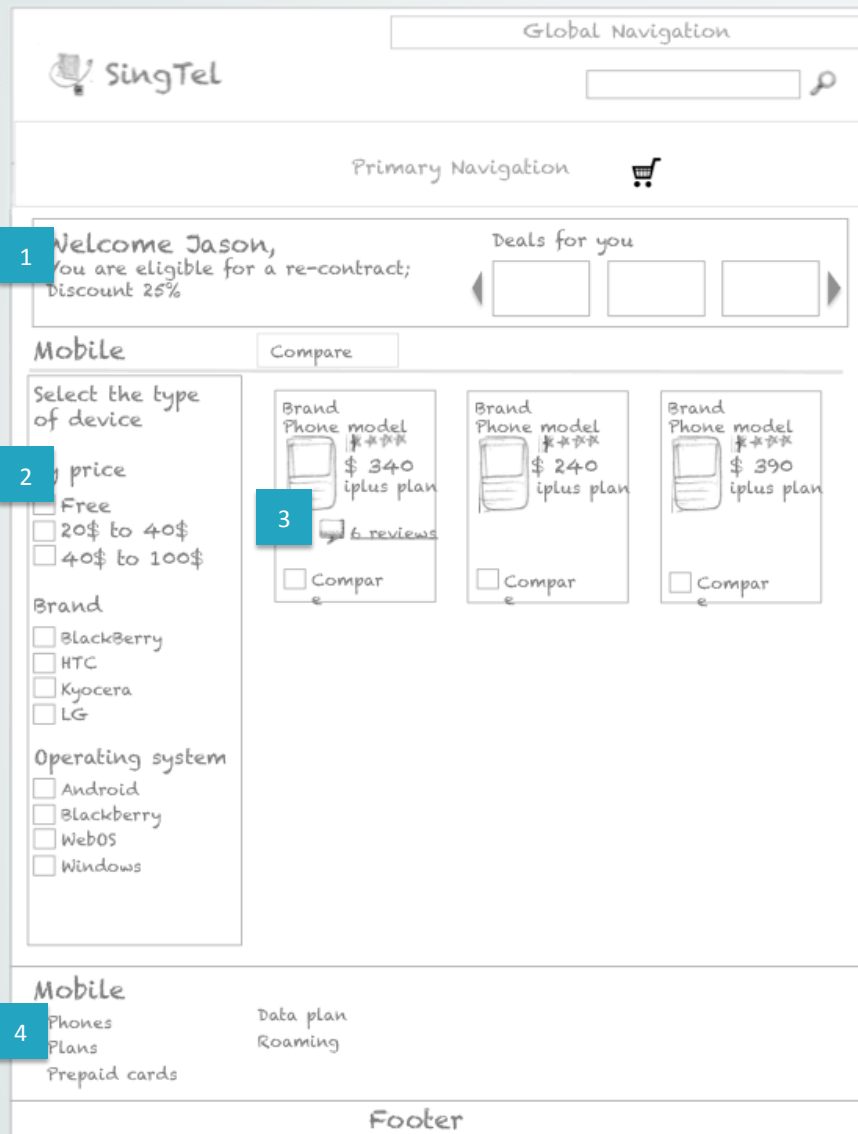 Global Navigation
SingTel
Primary Navigation
1
Welcome Jason,
You are eligible for a re-contract;
Discount 25%
Deals for you
Mobile
Compare
Select the type
of device
2
price
Free
20$ to 40$
40$ to 100$
Brand
BlackBerry
HTC
Kyocera
LG
Operating system
Android
Blackberry
WebOS
Windows
Brand
Phone model
$ 340
iplus plan
3
6 reviews
Compar
e
Brand
Phone model
$ 240
iplus plan
Compar
e
Brand
Phone model
$ 390
iplus plan
Compar
e
Mobile
4
Phones
Plans
Prepaid cards
Data plan
Roaming
Footer